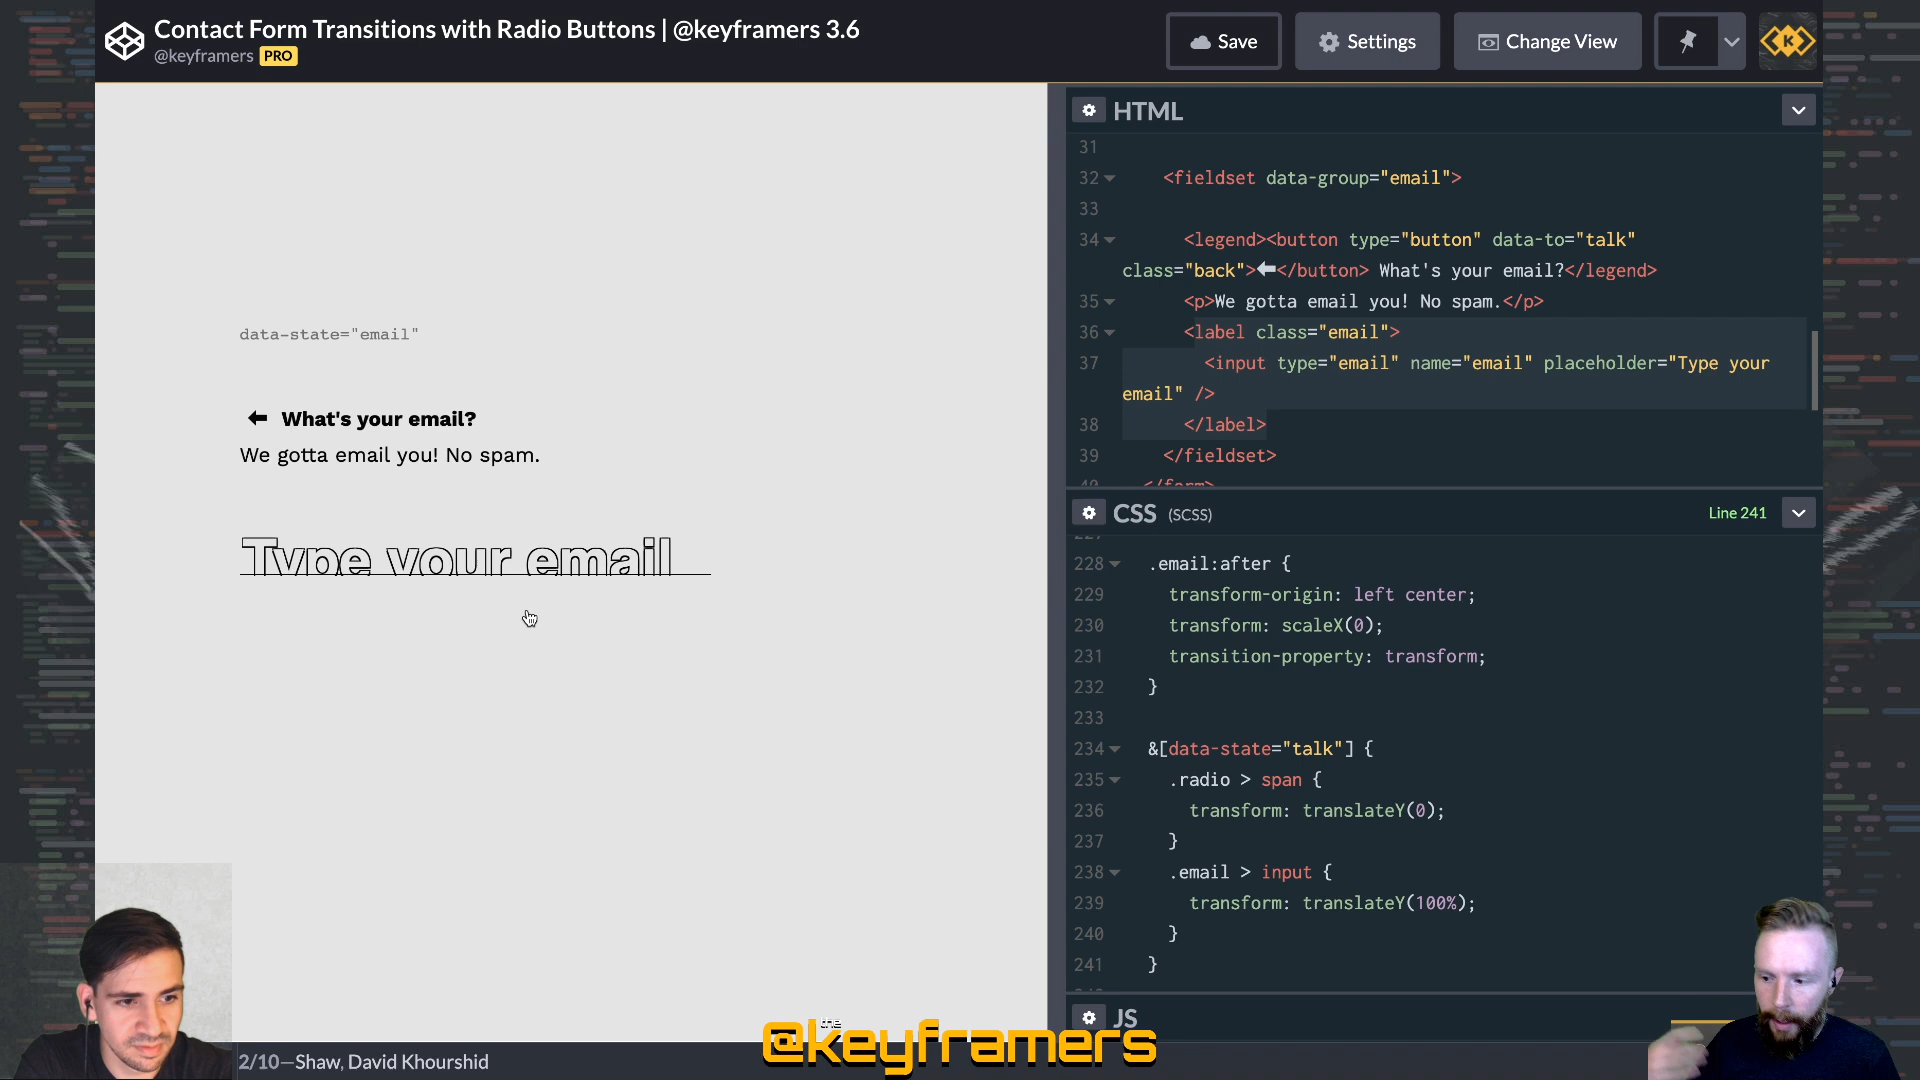 Contact Form Transitions with Radio Buttons | @keyframers 3.6
@keyframers PRO
Save
Settings
Change View
K
data-state="email"
🡄 What's your email?
We gotta email you! No spam.
Type your email
HTML
31
32 <fieldset data-group="email">
33
34 <legend><button type="button" data-to="talk"
class="back">🡄</button> What's your email?</legend>
35 <p>We gotta email you! No spam.</p>
36 <label class="email">
37 <input type="email" name="email" placeholder="Type your
email" />
38 </label>
39 </fieldset>
40 </form>
CSS (SCSS)
Line 241
228 .email:after {
229 transform-origin: left center;
230 transform: scaleX(0);
231 transition-property: transform;
232 }
233
234 &[data-state="talk"] {
235 .radio > span {
236 transform: translateY(0);
237 }
238 .email > input {
239 transform: translateY(100%);
240 }
241 }
JS
the
@keyframers
2/10—Shaw, David Khourshid